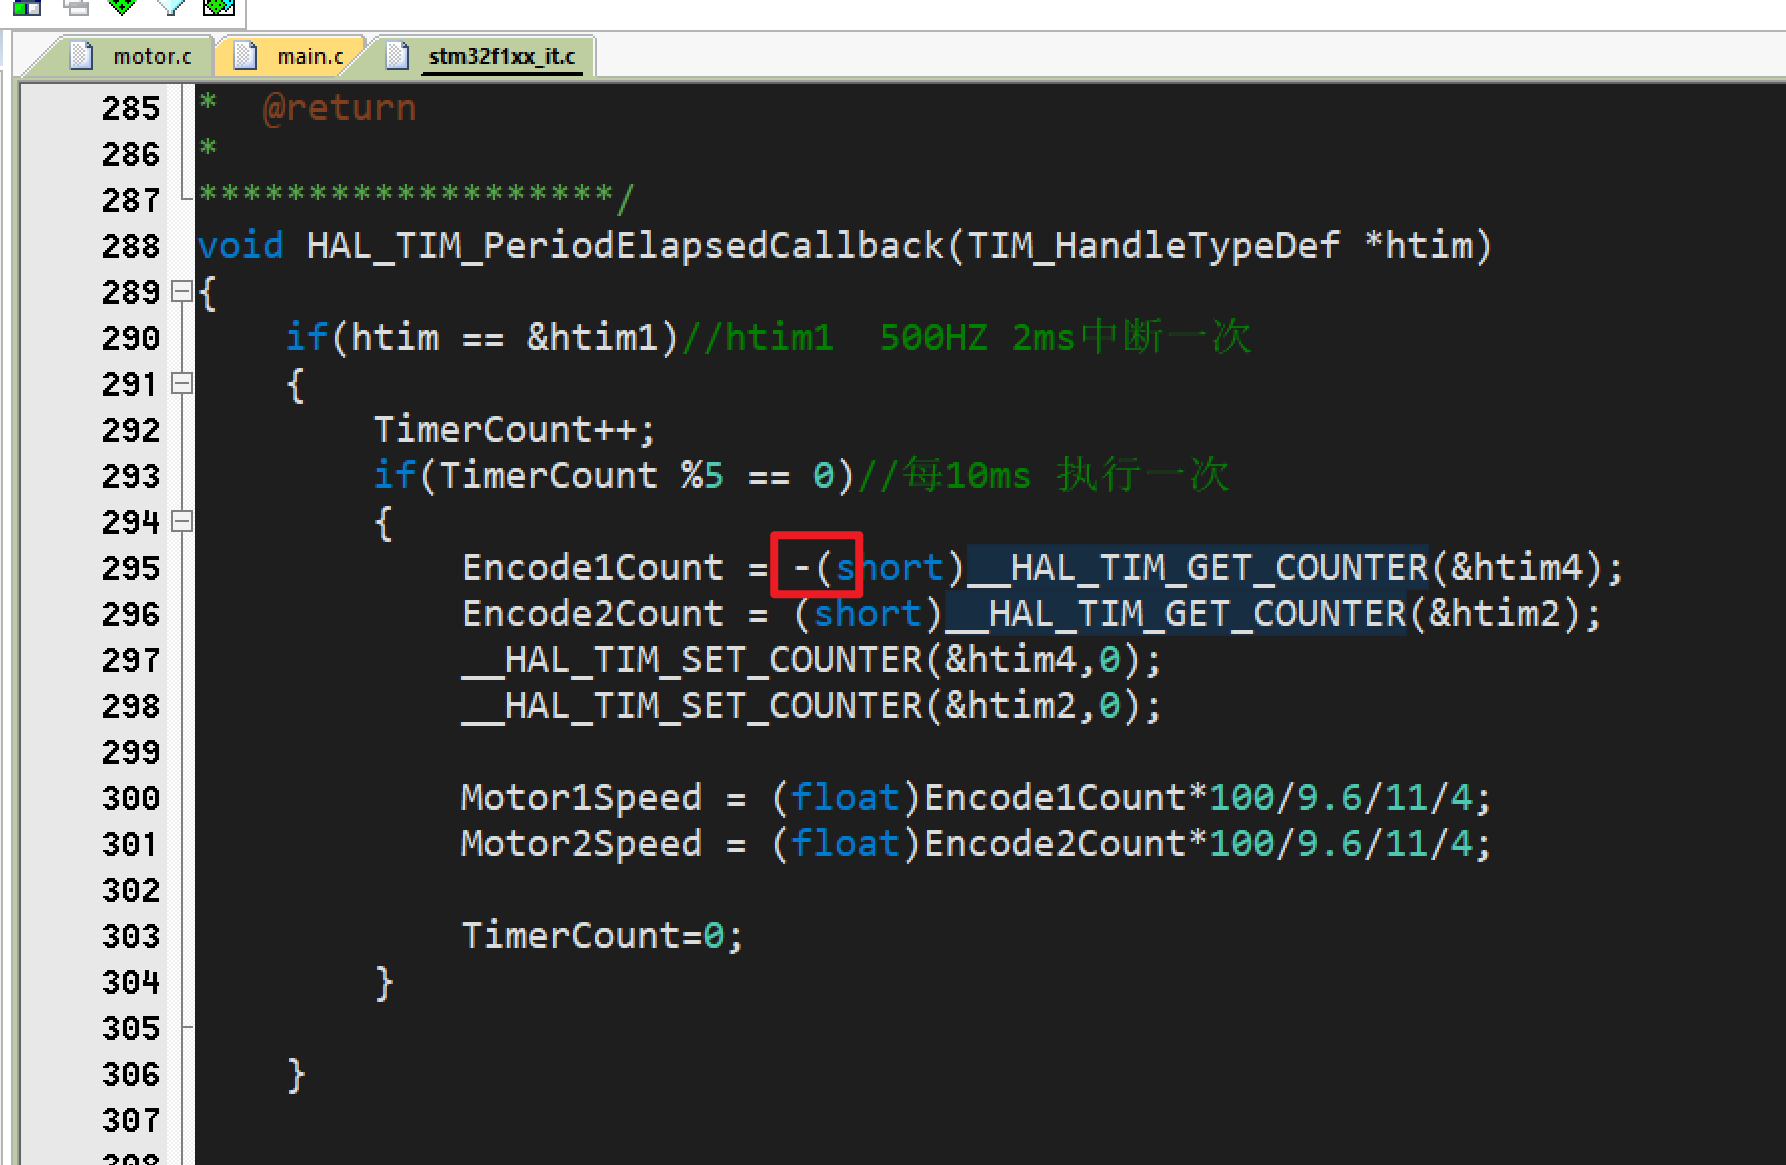 motor.c main.c stm32f1xx_it.c
285 * @return
286 *
287 *******************/
288 void HAL_TIM_PeriodElapsedCallback(TIM_HandleTypeDef *htim)
289 {
290 if(htim == &htim1)//htim1 500HZ 2ms中断一次
291 {
292 TimerCount++;
293 if(TimerCount %5 == 0)//每10ms 执行一次
294 {
295 Encode1Count = -(short)__HAL_TIM_GET_COUNTER(&htim4);
296 Encode2Count = (short)__HAL_TIM_GET_COUNTER(&htim2);
297 __HAL_TIM_SET_COUNTER(&htim4,0);
298 __HAL_TIM_SET_COUNTER(&htim2,0);
299
300 Motor1Speed = (float)Encode1Count*100/9.6/11/4;
301 Motor2Speed = (float)Encode2Count*100/9.6/11/4;
302
303 TimerCount=0;
304 }
305
306 }
307
308